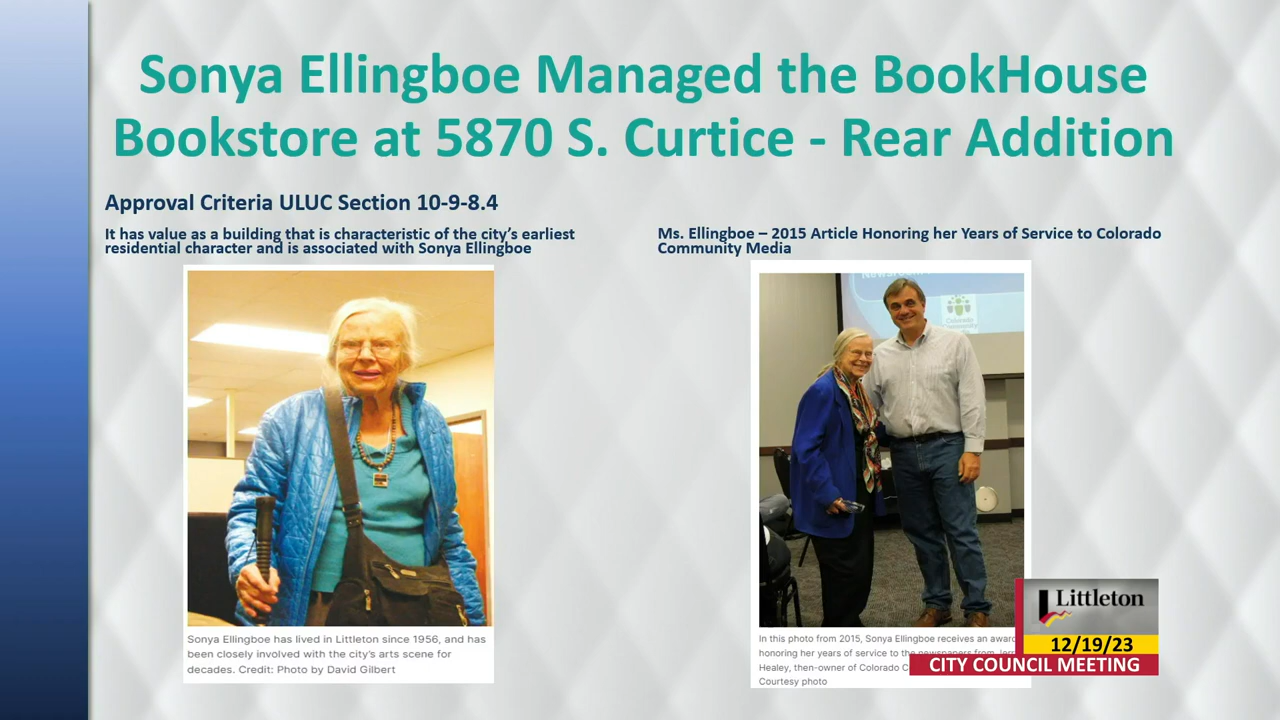 Sonya Ellingboe Managed the BookHouse
Bookstore at 5870 S. Curtice - Rear Addition
Approval Criteria ULUC Section 10-9-8.4
It has value as a building that is characteristic of the city's earliest
residential character and is associated with Sonya Ellingboe
Ms. Ellingboe – 2015 Article Honoring her Years of Service to Colorado
Community Media
Sonya Ellingboe has lived in Littleton since 1956, and has
been closely involved with the city's arts scene for
decades. Credit: Photo by David Gilbert
Colorado
In this photo from 2015, Sonya Ellingboe receives an award
honoring her years of service to the newspapers from
Healey, then-owner of Colorado
Courtesy photo
Littleton
12/19/23
CITY COUNCIL MEETING